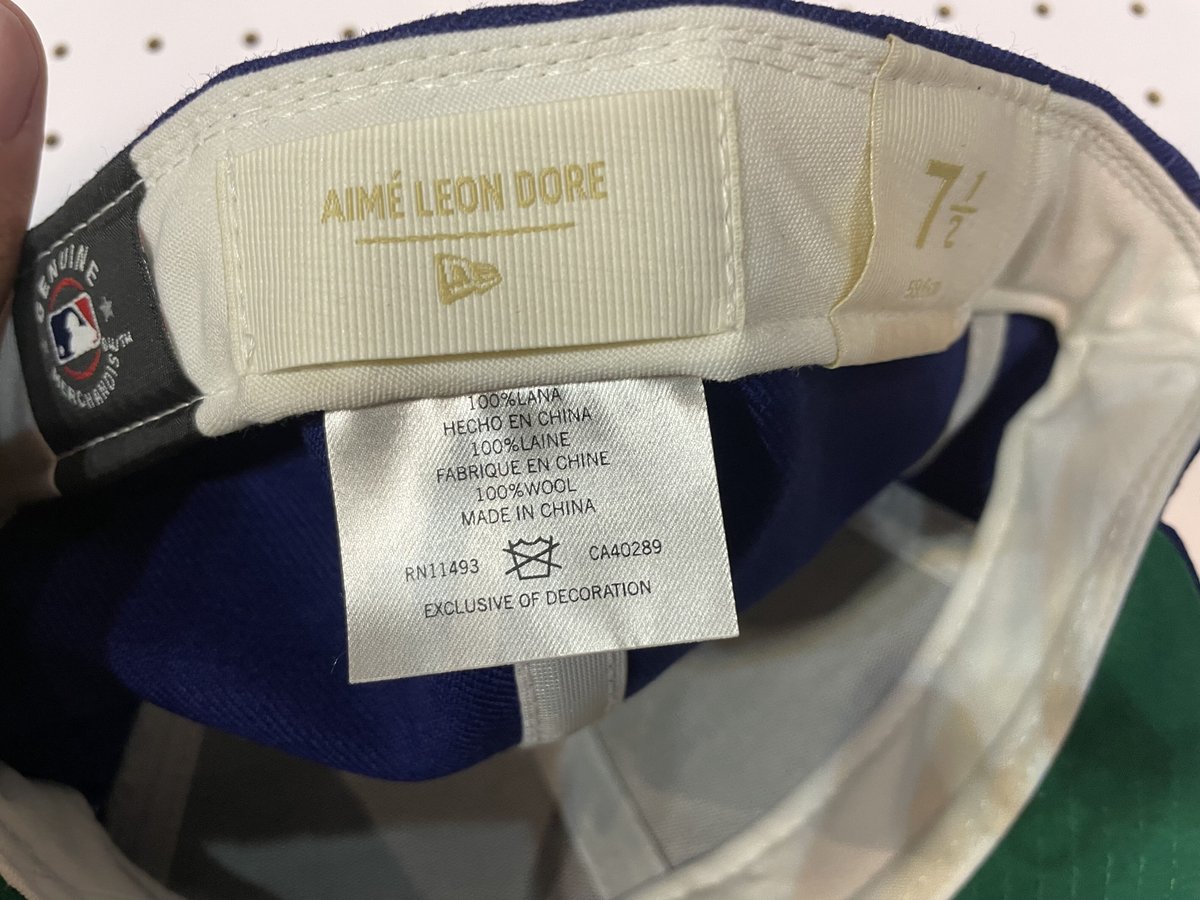 GENUINE
MERCHANDISE
AIMÉ LEON DORE
7 1/2
100%LANA
HECHO EN CHINA
100%LAINE
FABRIQUE EN CHINE
100%WOOL
MADE IN CHINA
RN11493 CA40289
EXCLUSIVE OF DECORATION